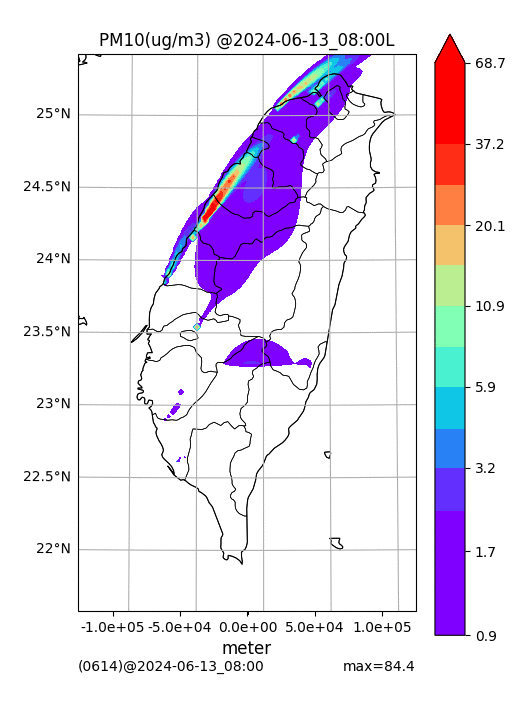 PM10(ug/m3) @2024-06-13_08:00L
68.7
25°N
37.2
24.5°N
20.1
24°N
10.9
23.5°N
5.9
23°N
3.2
22.5°N
1.7
22°N
0.9
-1.0e+05 -5.0e+04 0.0e+00 5.0e+04 1.0e+05
meter
(0614)@2024-06-13_08:00 max=84.4